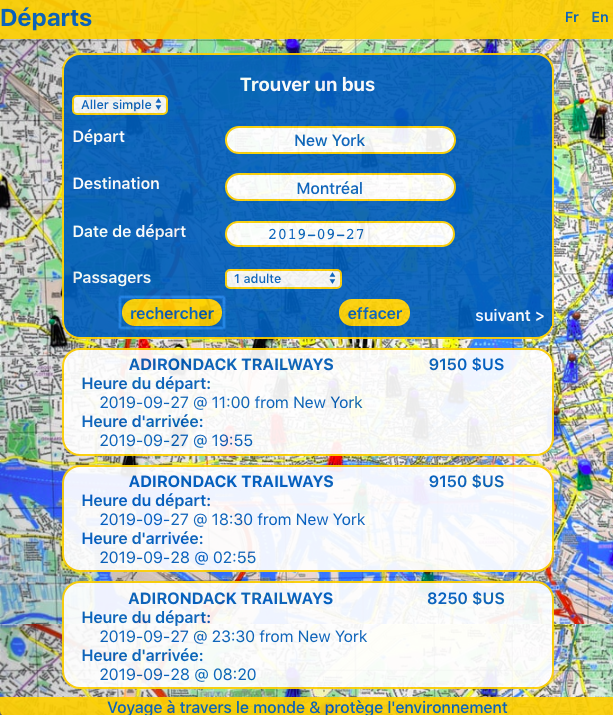 Départs
Fr En
Trouver un bus
Aller simple
Départ
New York
Destination
Montréal
Date de départ
2019-09-27
Passagers
1 adulte
rechercher
effacer
suivant >
ADIRONDACK TRAILWAYS 9150 $US
Heure du départ:
2019-09-27 @ 11:00 from New York
Heure d'arrivée:
2019-09-27 @ 19:55
ADIRONDACK TRAILWAYS 9150 $US
Heure du départ:
2019-09-27 @ 18:30 from New York
Heure d'arrivée:
2019-09-28 @ 02:55
ADIRONDACK TRAILWAYS 8250 $US
Heure du départ:
2019-09-27 @ 23:30 from New York
Heure d'arrivée:
2019-09-28 @ 08:20
Voyage à travers le monde & protège l'environnement